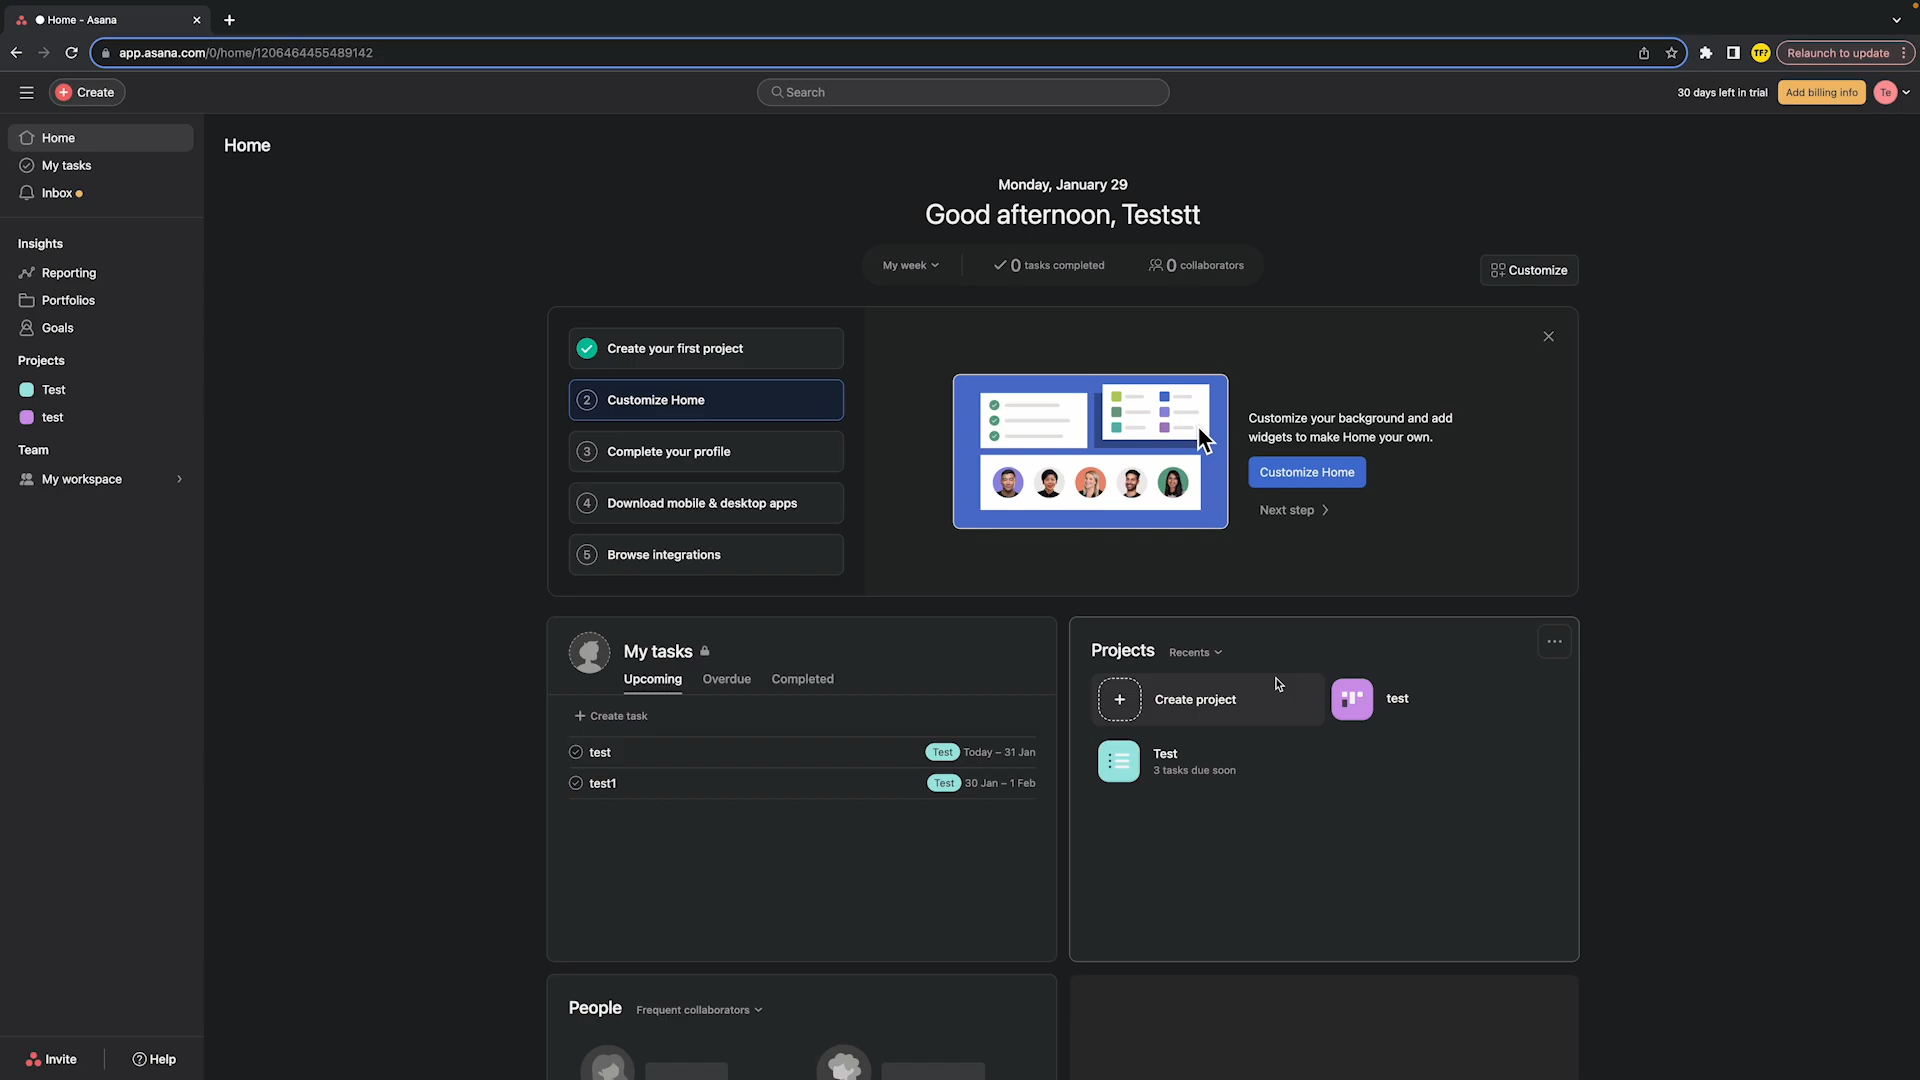 Home - Asana
app.asana.com/0/home/1206464455489142
TF?
Relaunch to update
Create
Search
30 days left in trial
Add billing info
Te
Home
My tasks
Inbox
Insights
Reporting
Portfolios
Goals
Projects
Test
test
Team
My workspace
Invite
Help
Home
Monday, January 29
Good afternoon, Teststt
My week
0 tasks completed
0 collaborators
Customize
Create your first project
2 Customize Home
3 Complete your profile
4 Download mobile & desktop apps
5 Browse integrations
Customize your background and add
widgets to make Home your own.
Customize Home
Next step
My tasks
Upcoming Overdue Completed
Create task
test Test Today – 31 Jan
test1 Test 30 Jan – 1 Feb
Projects Recents
Create project
test
Test
3 tasks due soon
People Frequent collaborators